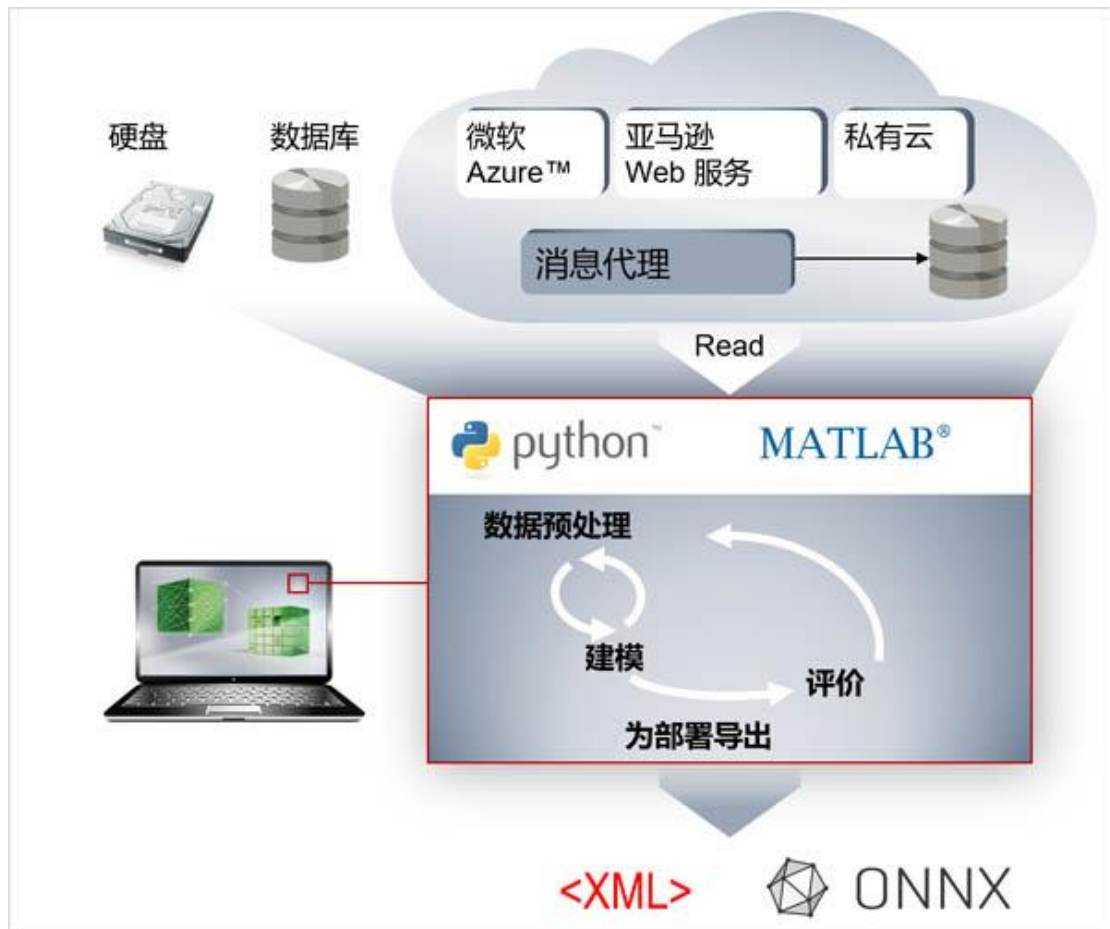 硬盘
数据库
微软
Azure™
亚马逊
Web 服务
私有云
消息代理
Read
python™
MATLAB®
数据预处理
建模
评价
为部署导出
<XML>
ONNX